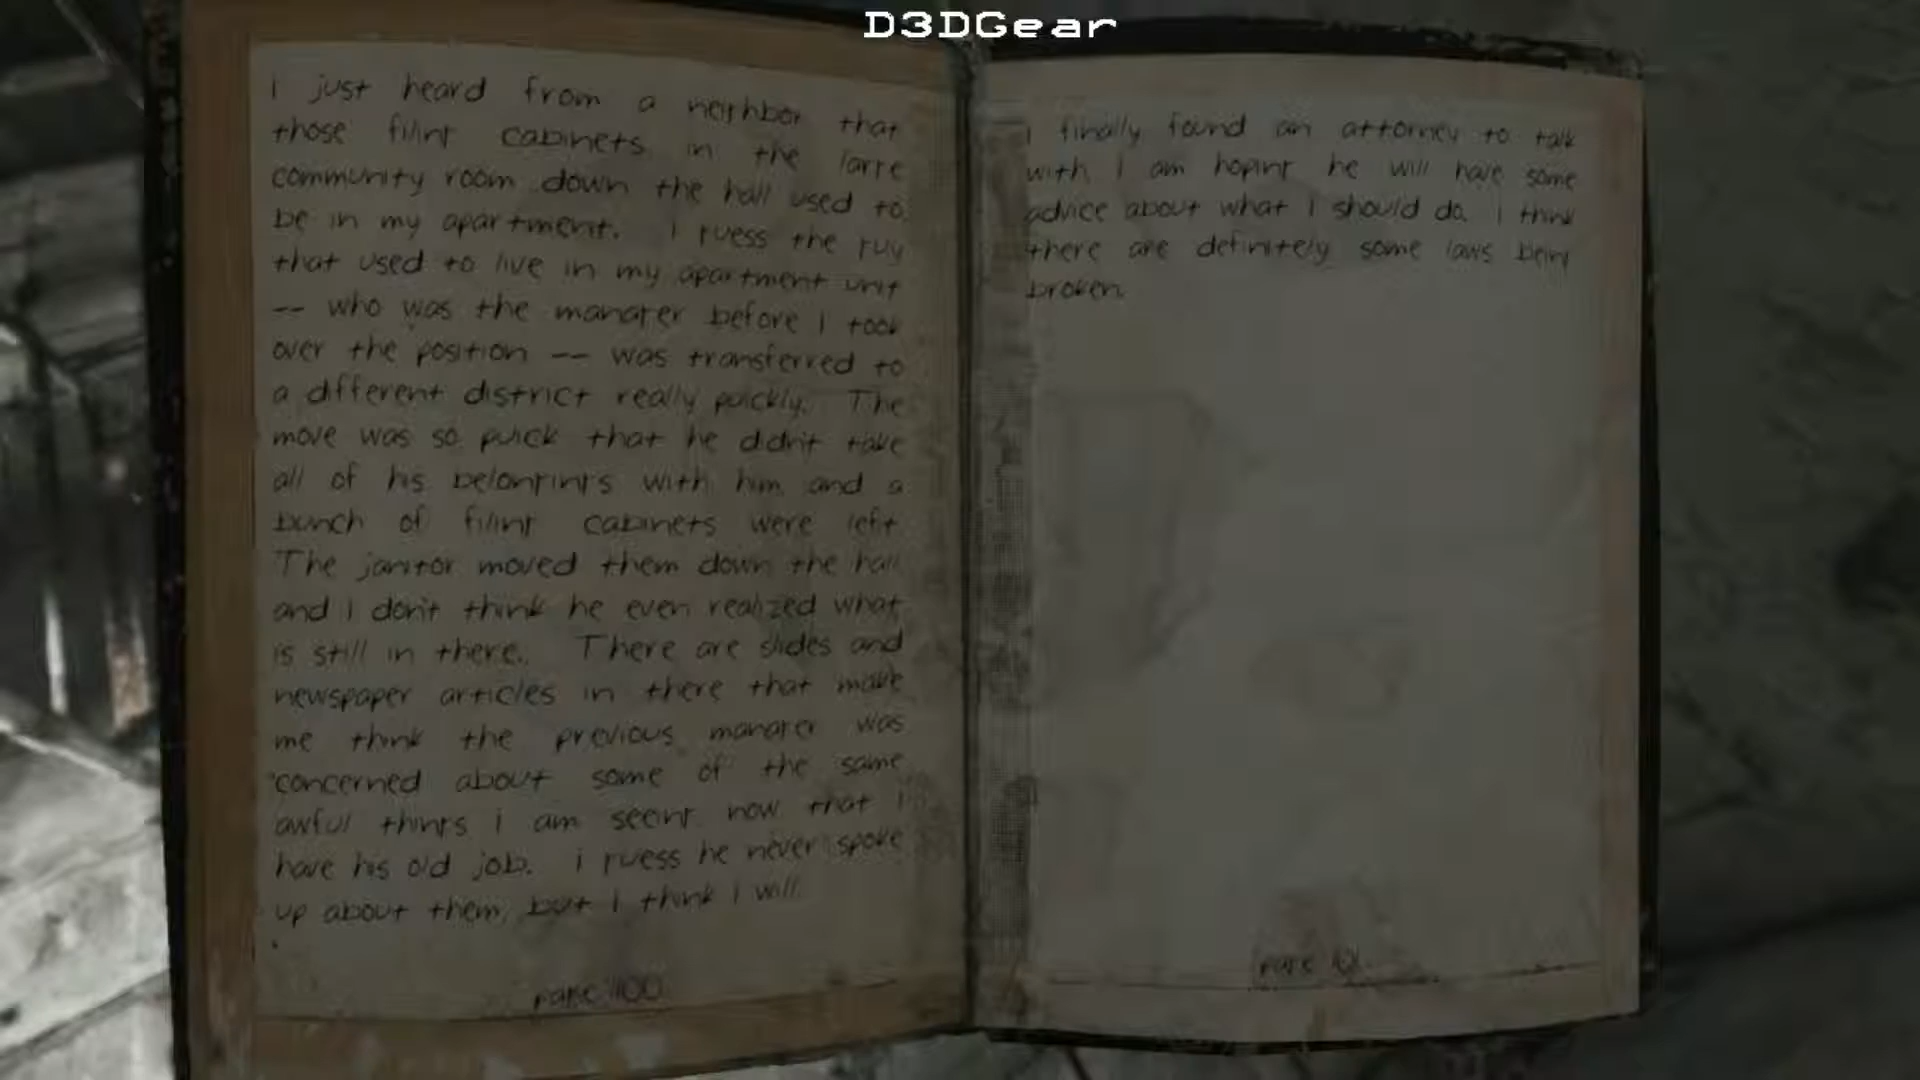 D3DGear
I just heard from a neighbor that
those filing cabinets in the large
community room down the hall used to
be in my apartment. I guess the guy
that used to live in my apartment unit
-- who was the manager before I took
over the position -- was transferred to
a different district really quickly. The
move was so quick that he didn't take
all of his belongings with him and a
bunch of filing cabinets were left.
The janitor moved them down the hall
and I don't think he even realized what
is still in there. There are slides and
newspaper articles in there that make
me think the previous manager was
concerned about some of the same
awful things I am seeing now that I
have his old job. I guess he never spoke
up about them, but I think I will.
page 100
I finally found an attorney to talk
with. I am hoping he will have some
advice about what I should do. I think
there are definitely some laws being
broken.
page 101